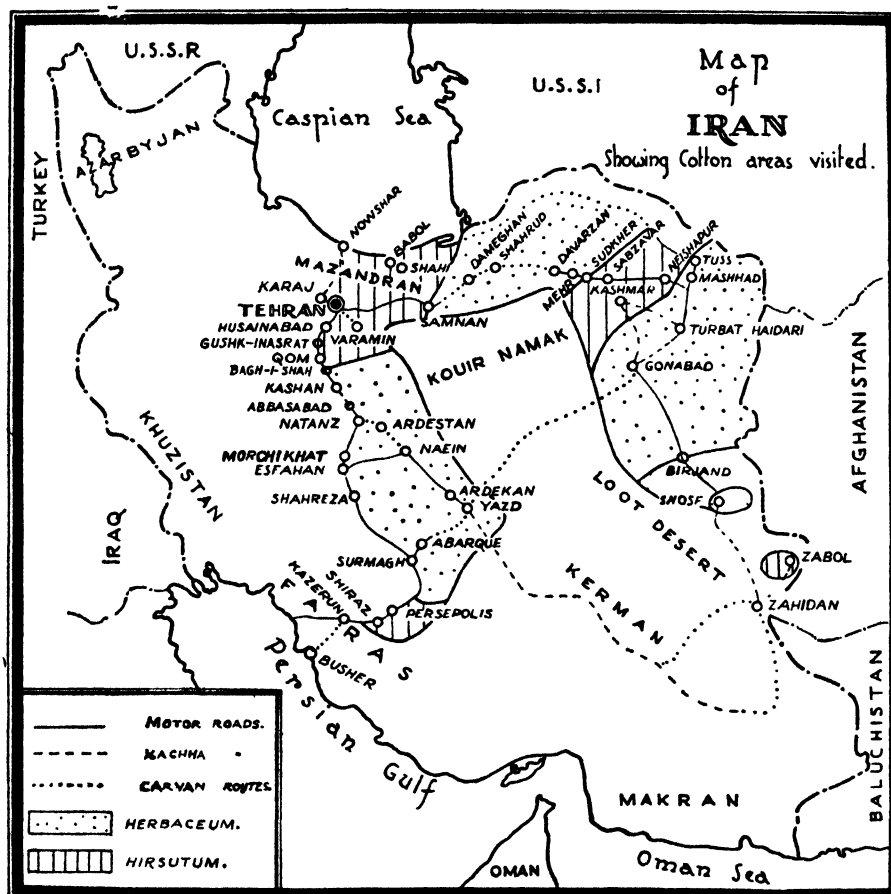 Map
of
IRAN
Showing Cotton areas visited.
U.S.S.R
U.S.S.I
Caspian Sea
TURKEY
AZARBYJAN
NOWSHAR
BABOL
SHAHI
MAZANDRAN
DAMEGHAN
SHAHRUD
DAVARZAN
SUDKHER
SABZAVAR
NEISHAPUR
TUSS
MASHHAD
MEHR
KASHMAR
KARAJ
TEHRAN
SAMNAN
HUSAINABAD
VARAMIN
GUSHK-INASRAT
QOM
BAGH-I-SHAH
KASHAN
ABBASABAD
NATANZ
ARDESTAN
KOUIR NAMAK
TURBAT HAIDARI
GONABAD
AFGHANISTAN
KHUZISTAN
MORCHIKHAT
ESFAHAN
NAEIN
SHAHREZA
ARDEKAN
YAZD
BIRJAND
SHOSF
LOOT DESERT
IRAQ
ABARQUE
SURMAGH
KERMAN
ZABOL
ZAHIDAN
FARAS
KAZERUN
SHIRAZ
PERSEPOLIS
BUSHER
Persian Gulf
BALUCHISTAN
MAKRAN
OMAN
Oman Sea
MOTOR ROADS.
KACHHA "
CARVAN ROUTES.
HERBACEUM.
HIRSUTUM.